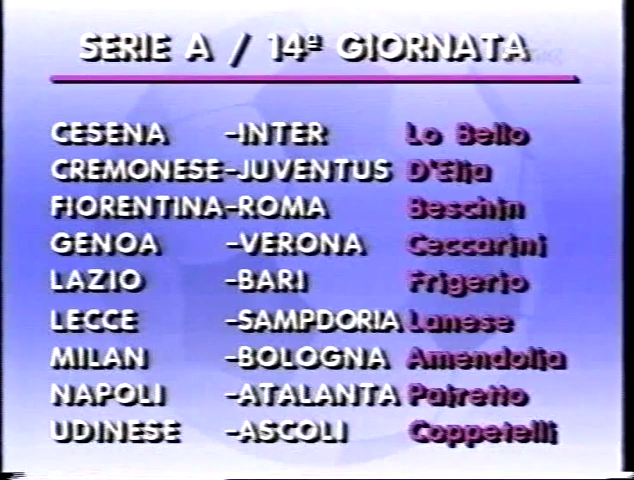 SERIE A / 14ª GIORNATA
CESENA -INTER Lo Bello
CREMONESE-JUVENTUS D'Elia
FIORENTINA-ROMA Beschin
GENOA -VERONA Ceccarini
LAZIO -BARI Frigerio
LECCE -SAMPDORIA Lanese
MILAN -BOLOGNA Amendolia
NAPOLI -ATALANTA Pairetto
UDINESE -ASCOLI Coppetelli